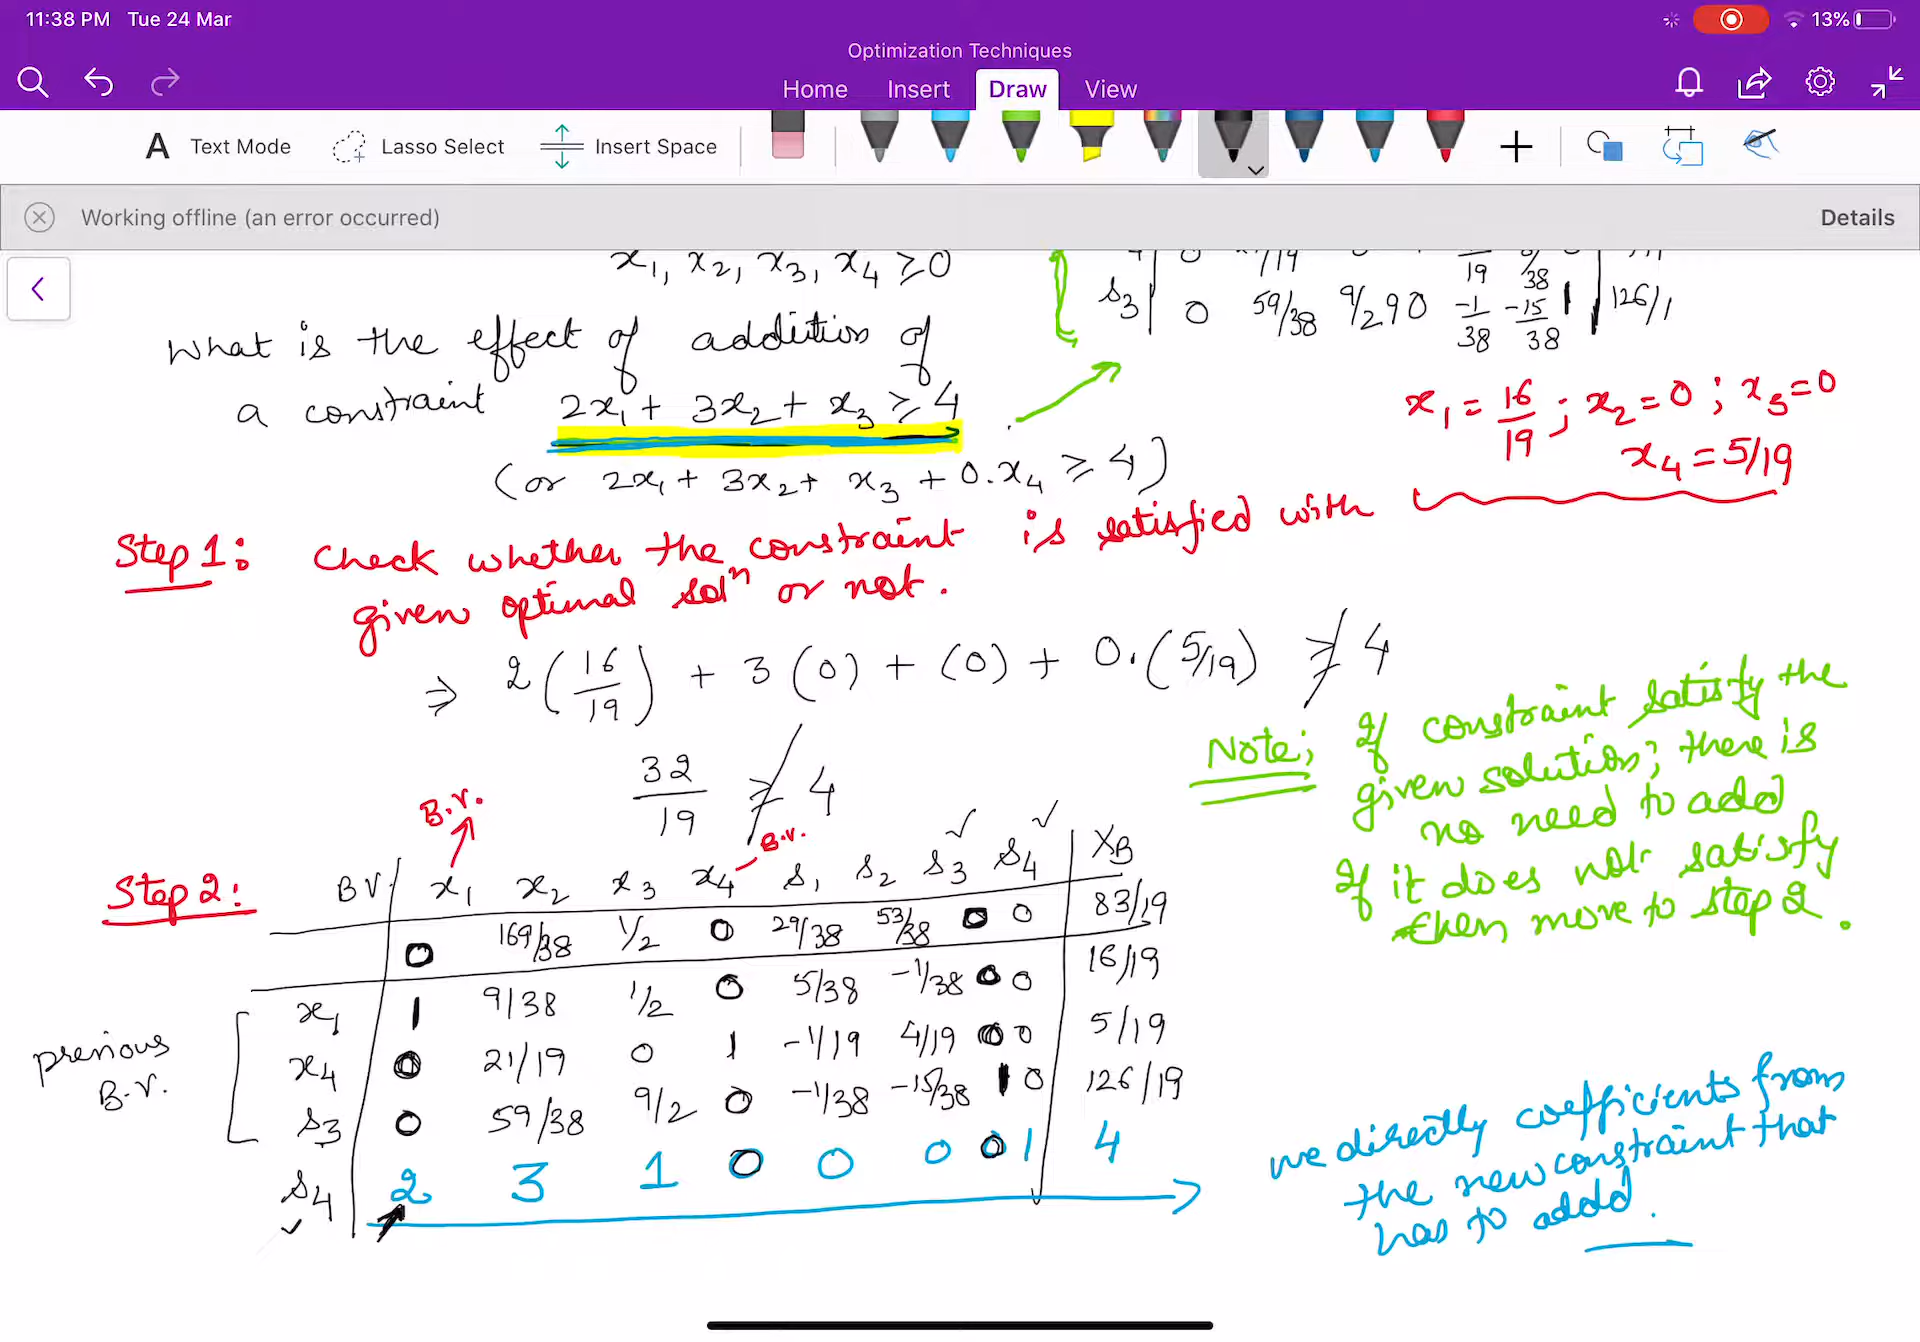 11:38 PM Tue 24 Mar
13%
Optimization Techniques
Home Insert Draw View
Text Mode Lasso Select Insert Space
Working offline (an error occurred)
Details
x1, x2, x3, x4 ≥ 0
19 38
s3 0 59/38 9/2 9 0 -1/38 -15/38 1 126/1
What is the effect of addition of
a constraint 2x1 + 3x2 + x3 ≥ 4
(or 2x1 + 3x2 + x3 + 0.x4 ≥ 4)
x1 = 16/19 ; x2 = 0 ; x3 = 0
x4 = 5/19
Step 1: Check whether the constraint is satisfied with
given optimal solⁿ or not.
⇒ 2(16/19) + 3(0) + (0) + 0.(5/19) ≱ 4
32/19 ≱ 4
Note; If constraint satisfy the
given solution; there is
no need to add
If it does not satisfy
then move to step 2.
B.V. B.V.
Step 2: BV x1 x2 x3 x4 s1 s2 s3 s4 XB
0 169/38 1/2 0 29/38 53/38 0 0 83/19
x1 1 9/38 1/2 0 5/38 -1/38 0 0 16/19
x4 0 21/19 0 1 -1/19 4/19 0 0 5/19
s3 0 59/38 9/2 0 -1/38 -15/38 1 0 126/19
s4 2 3 1 0 0 0 0 1 4
previous
B.V.
we directly coefficients from
the new constraint that
has to addd.